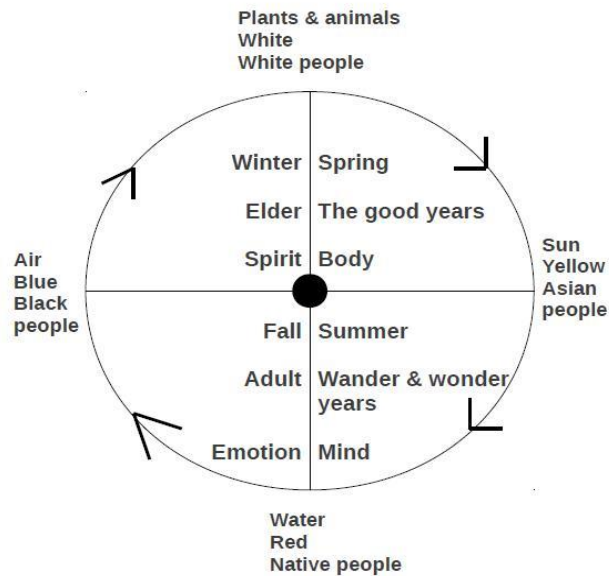 Plants & animals
White
White people
Winter
Spring
Elder
The good years
Spirit
Body
Air
Blue
Black
people
Sun
Yellow
Asian
people
Fall
Summer
Adult
Wander & wonder
years
Emotion
Mind
Water
Red
Native people